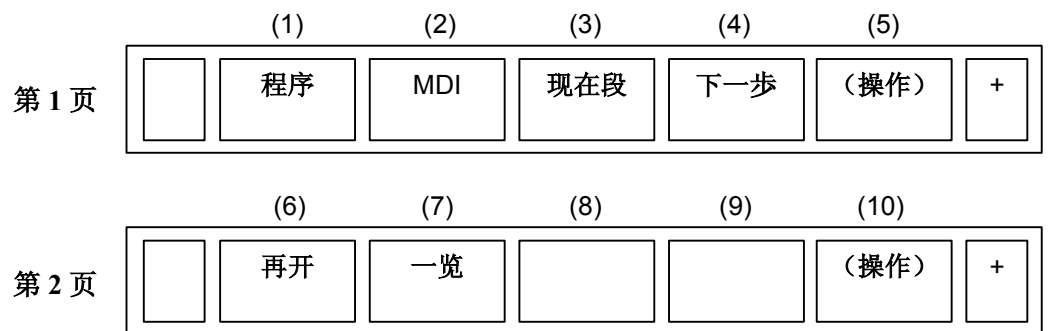 (1) (2) (3) (4) (5)
第 1 页 程序 MDI 现在段 下一步 （操作） +
(6) (7) (8) (9) (10)
第 2 页 再开 一览 （操作） +